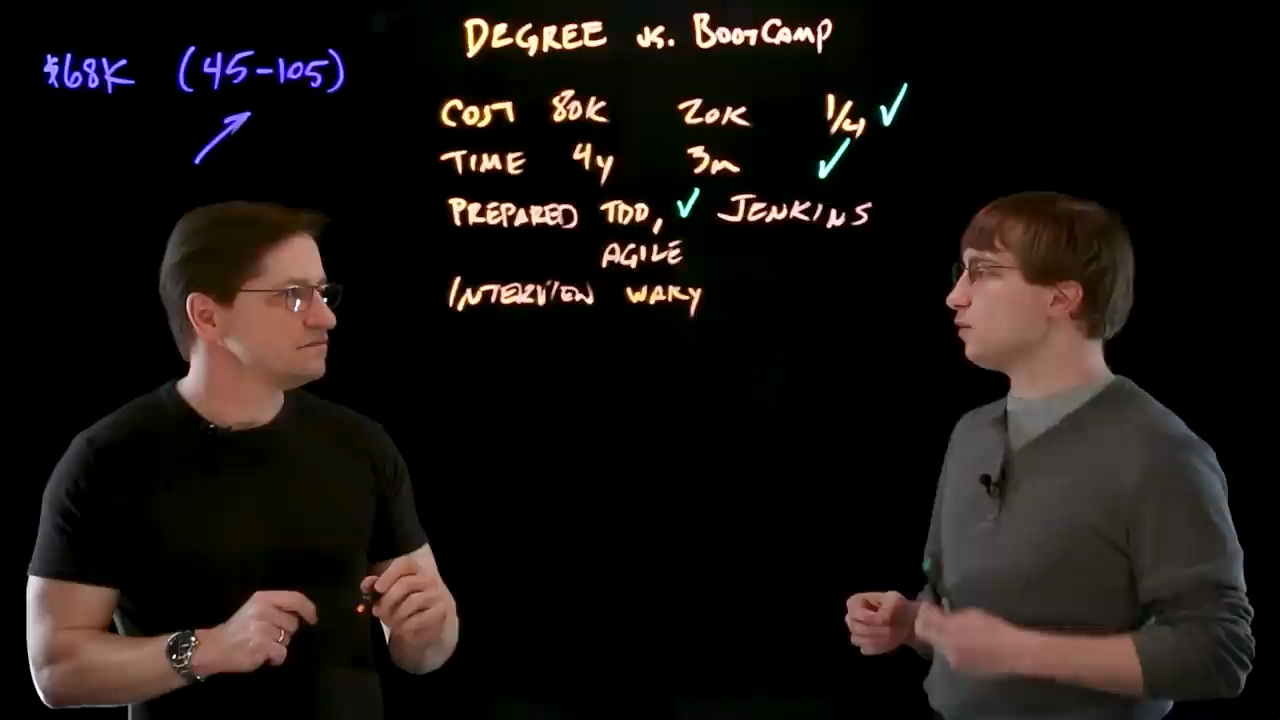 DEGREE vs. BOOTCAMP
$68K (45-105)
COST 80K 20K 1/4 ✓
TIME 4y 3m ✓
PREPARED TDD, ✓ JENKINS
AGILE
INTERVIEW WARY